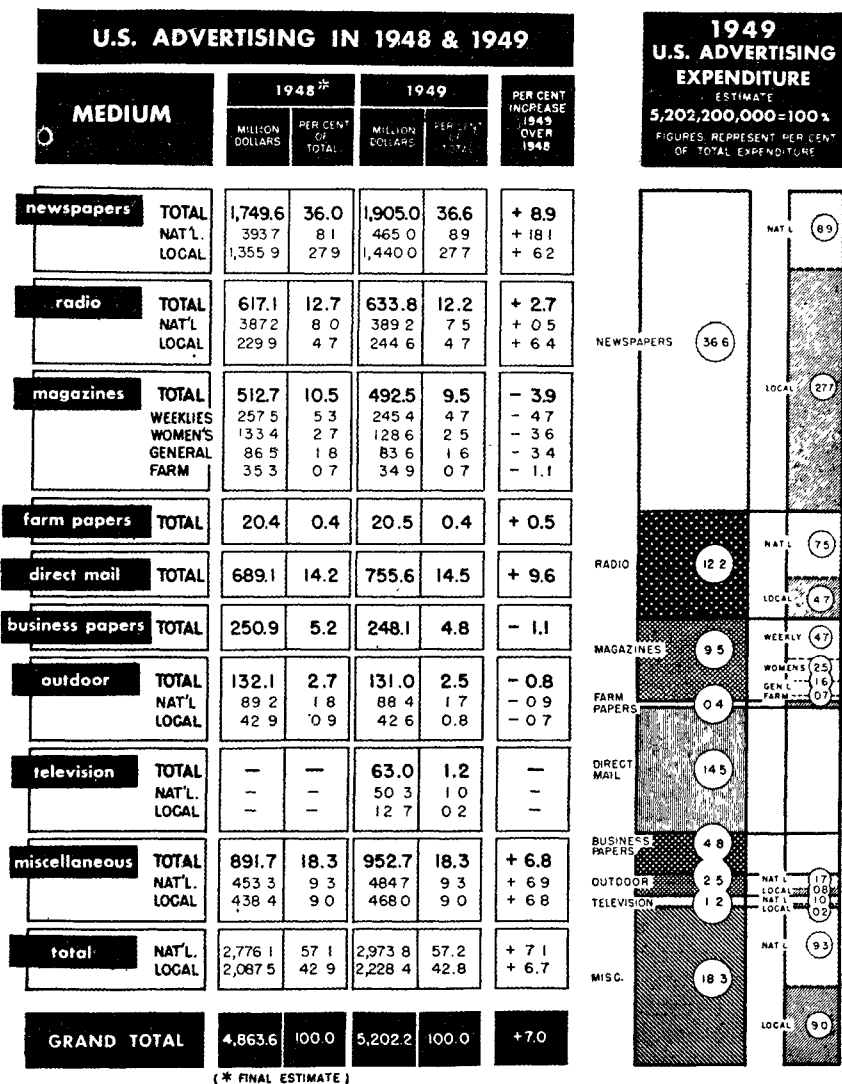 U.S. ADVERTISING IN 1948 & 1949
MEDIUM 1948* 1949 PER CENT INCREASE 1949 OVER 1948
MILLION DOLLARS PER CENT OF TOTAL MILLION DOLLARS PER CENT OF TOTAL
newspapers TOTAL 1,749.6 36.0 1,905.0 36.6 + 8.9
NAT'L. 393 7 8 1 465 0 8 9 + 18 1
LOCAL 1,355 9 27 9 1,440 0 27 7 + 6 2
radio TOTAL 617.1 12.7 633.8 12.2 + 2.7
NAT'L 387 2 8 0 389 2 7 5 + 0 5
LOCAL 229 9 4 7 244 6 4 7 + 6 4
magazines TOTAL 512.7 10.5 492.5 9.5 - 3.9
WEEKLIES 257 5 5 3 245 4 4 7 - 4 7
WOMEN'S 133 4 2 7 128 6 2 5 - 3 6
GENERAL 86 5 1 8 83 6 1 6 - 3 4
FARM 35 3 0 7 34 9 0 7 - 1.1
farm papers TOTAL 20.4 0.4 20.5 0.4 + 0.5
direct mail TOTAL 689.1 14.2 755.6 14.5 + 9.6
business papers TOTAL 250.9 5.2 248.1 4.8 - 1.1
outdoor TOTAL 132.1 2.7 131.0 2.5 - 0.8
NAT'L 89 2 1 8 88 4 1 7 - 0 9
LOCAL 42 9 0 9 42 6 0.8 - 0 7
television TOTAL — — 63.0 1.2 —
NAT'L. – – 50 3 1 0 –
LOCAL – – 12 7 0 2 –
miscellaneous TOTAL 891.7 18.3 952.7 18.3 + 6.8
NAT'L. 453 3 9 3 484 7 9 3 + 6 9
LOCAL 438 4 9 0 468 0 9 0 + 6 8
total NAT'L. 2,776 1 57 1 2,973 8 57.2 + 7 1
LOCAL 2,087 5 42 9 2,228 4 42.8 + 6.7
GRAND TOTAL 4,863.6 100.0 5,202.2 100.0 +7.0
(* FINAL ESTIMATE)
1949
U.S. ADVERTISING
EXPENDITURE
ESTIMATE
5,202,200,000=100%
FIGURES REPRESENT PER CENT
OF TOTAL EXPENDITURE
NEWSPAPERS 36 6
NAT'L 8 9
LOCAL 27 7
RADIO 12 2
NAT'L 7 5
LOCAL 4 7
MAGAZINES 9 5
WEEKLY 4 7
WOMENS 2 5
GEN'L 1 6
FARM 0 7
FARM
PAPERS 0 4
DIRECT
MAIL 14 5
BUSINESS
PAPERS 4 8
OUTDOOR 2 5
NAT'L 1 7
LOCAL 0 8
TELEVISION 1 2
NAT'L 1 0
LOCAL 0 2
MISC. 18 3
NAT'L 9 3
LOCAL 9 0